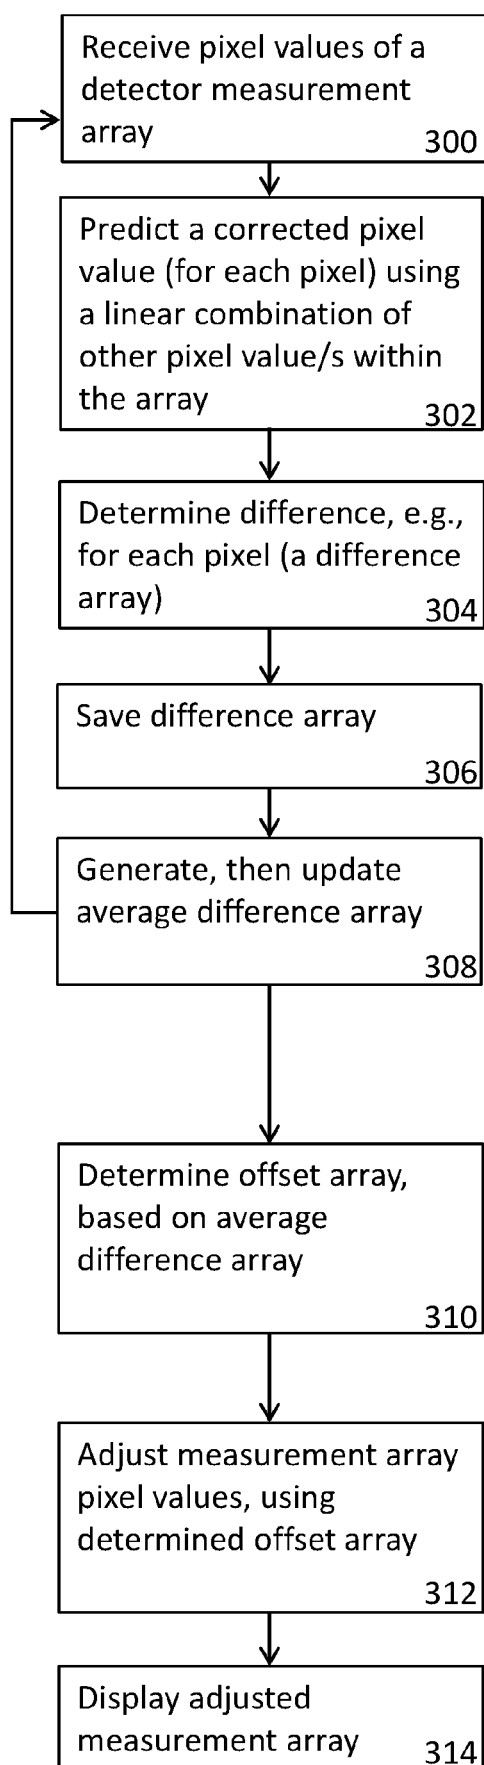 Receive pixel values of a
detector measurement
array
300
Predict a corrected pixel
value (for each pixel) using
a linear combination of
other pixel value/s within
the array
302
Determine difference, e.g.,
for each pixel (a difference
array)
304
Save difference array
306
Generate, then update
average difference array
308
Determine offset array,
based on average
difference array
310
Adjust measurement array
pixel values, using
determined offset array
312
Display adjusted
measurement array
314